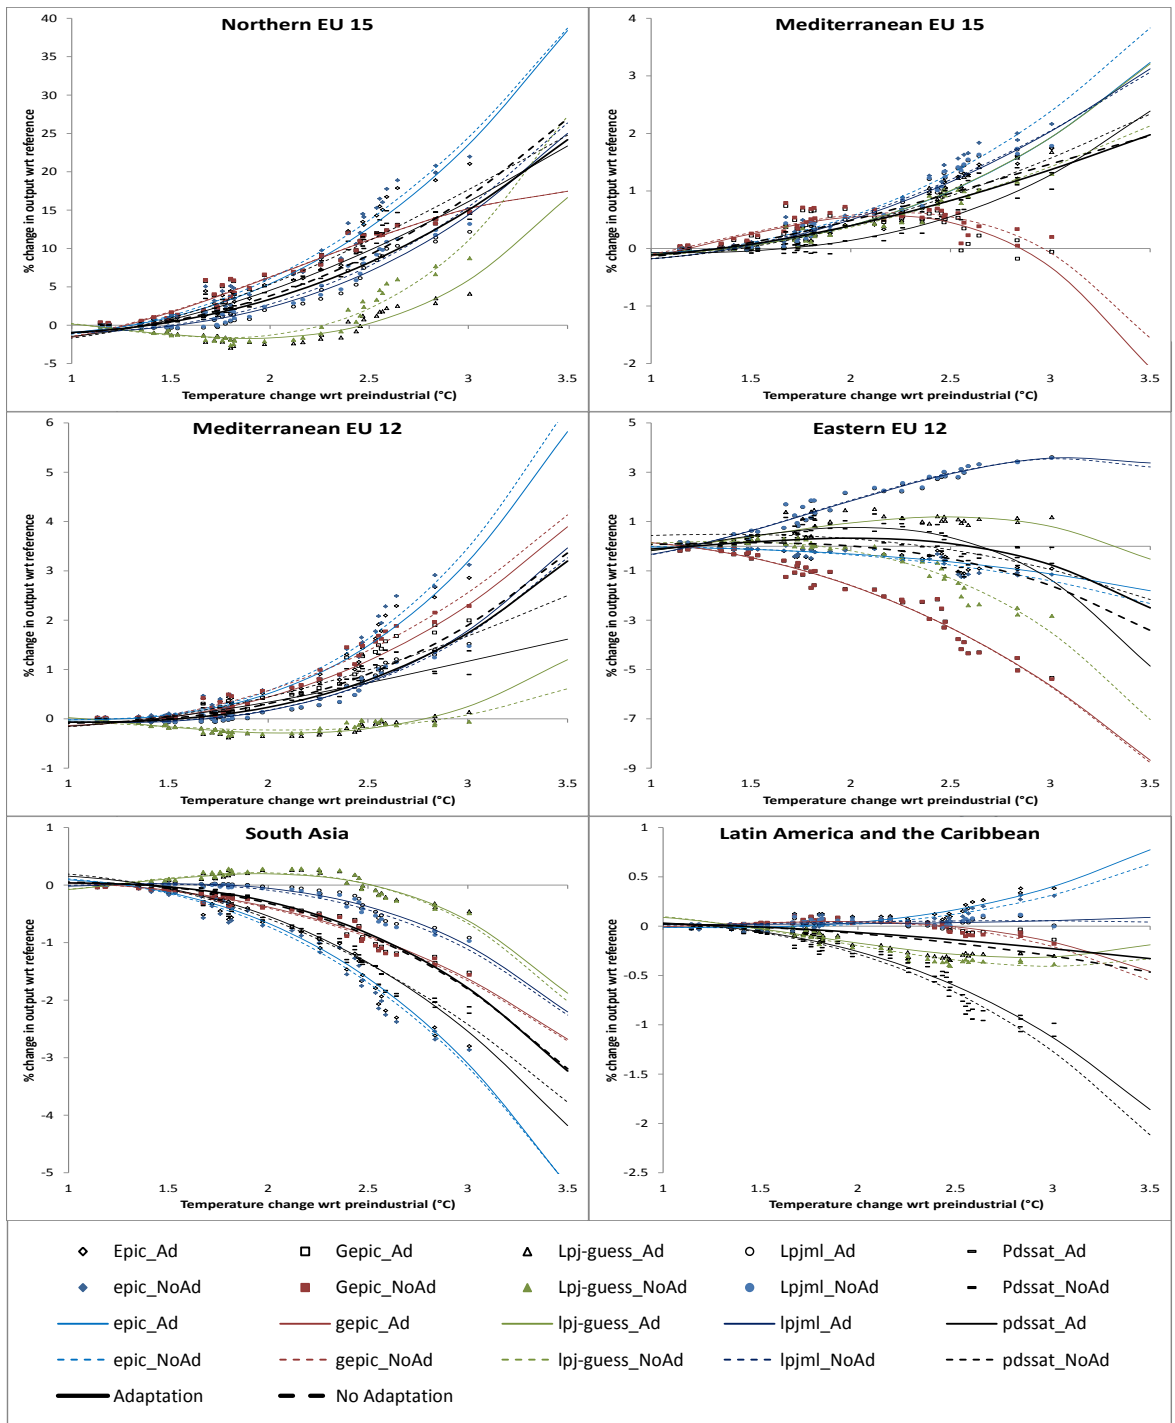 Northern EU 15
% change in output wrt reference
40
35
30
25
20
15
10
5
0
-5
1 1.5 2 2.5 3 3.5
Temperature change wrt preindustrial (°C)
Mediterranean EU 15
% change in output wrt reference
4
3
2
1
0
-1
-2
1 1.5 2 2.5 3 3.5
Temperature change wrt preindustrial (°C)
Mediterranean EU 12
% change in output wrt reference
6
5
4
3
2
1
0
-1
1 1.5 2 2.5 3 3.5
Temperature change wrt preindustrial (°C)
Eastern EU 12
% change in output wrt reference
5
3
1
-1
-3
-5
-7
-9
1 1.5 2 2.5 3 3.5
Temperature change wrt preindustrial (°C)
South Asia
% change in output wrt reference
1
0
-1
-2
-3
-4
-5
1 1.5 2 2.5 3 3.5
Temperature change wrt preindustrial (°C)
Latin America and the Caribbean
% change in output wrt reference
1
0.5
0
-0.5
-1
-1.5
-2
-2.5
1 1.5 2 2.5 3 3.5
Temperature change wrt preindustrial (°C)
Epic_Ad Gepic_Ad Lpj-guess_Ad Lpjml_Ad Pdssat_Ad
epic_NoAd Gepic_NoAd Lpj-guess_NoAd Lpjml_NoAd Pdssat_NoAd
epic_Ad gepic_Ad lpj-guess_Ad lpjml_Ad pdssat_Ad
epic_NoAd gepic_NoAd lpj-guess_NoAd lpjml_NoAd pdssat_NoAd
Adaptation No Adaptation